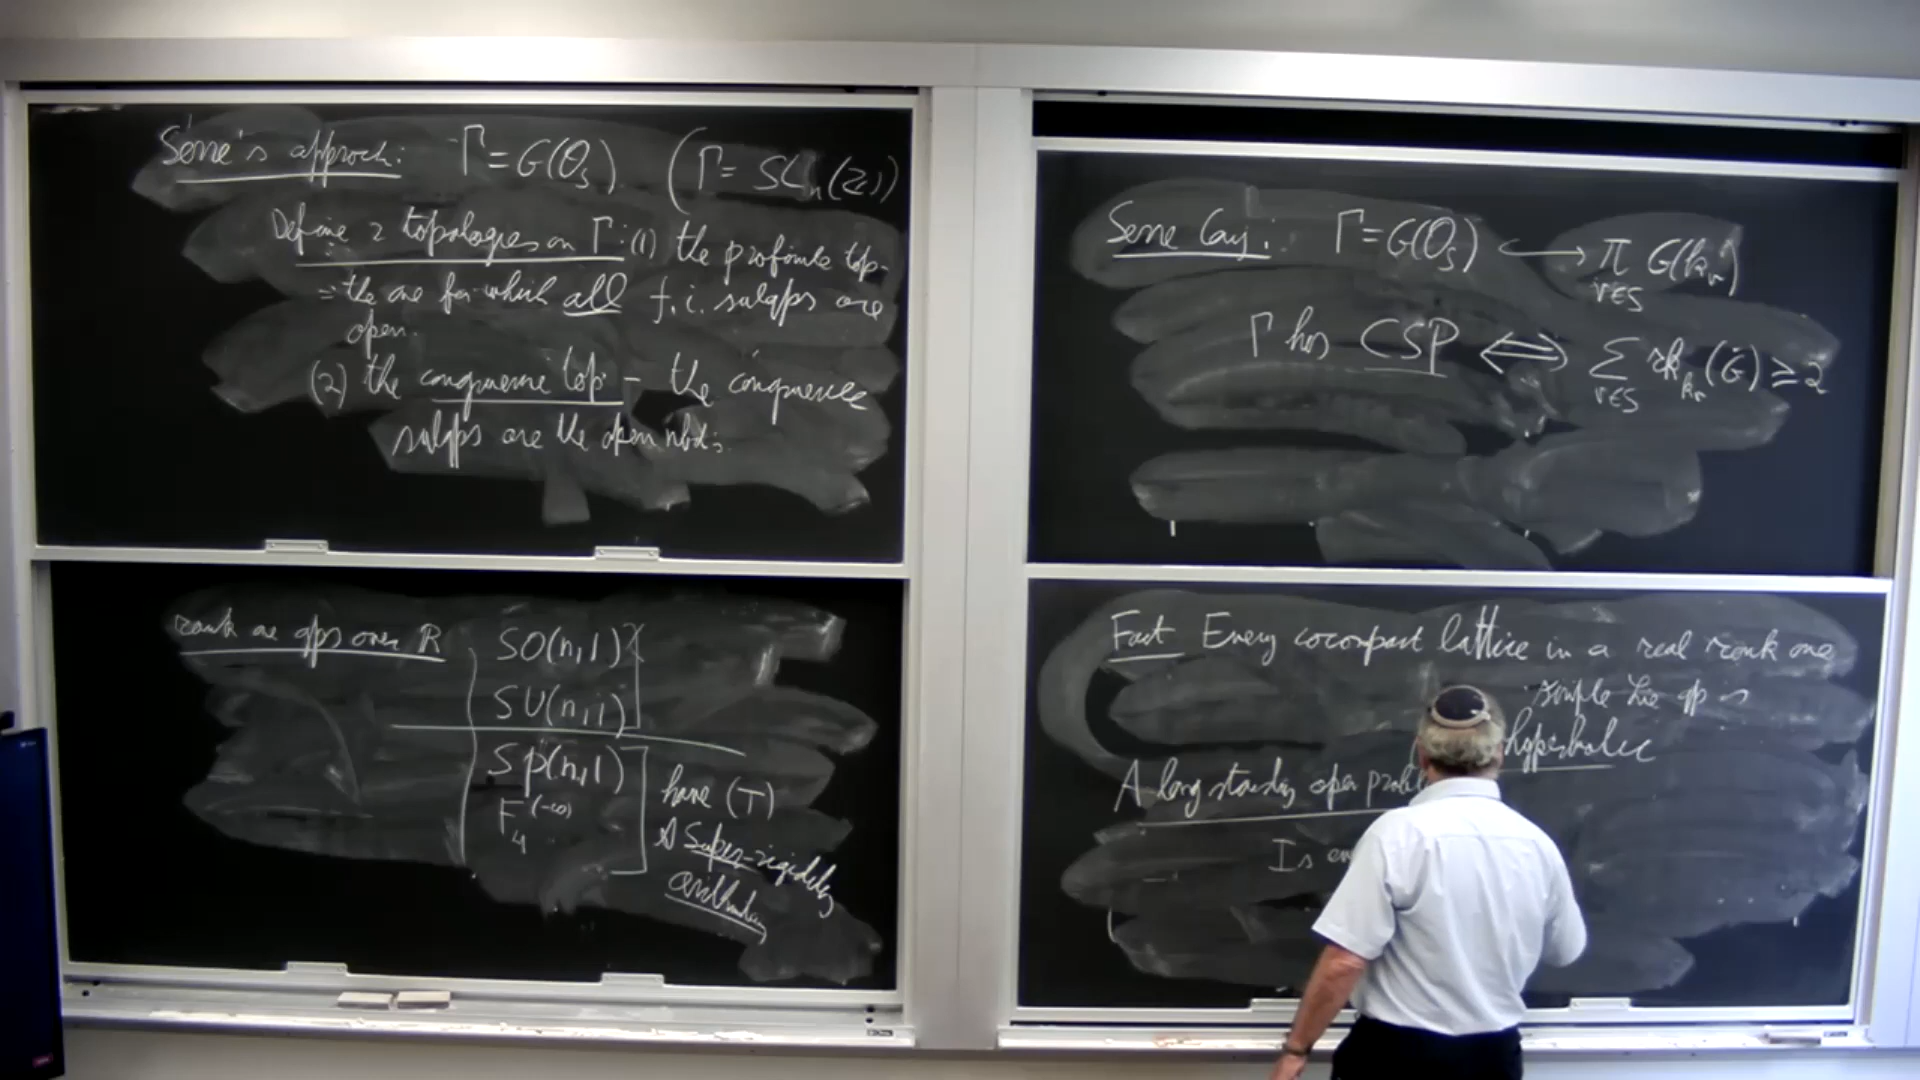 Serre's approch: Γ = G(O_S) (Γ = SL_n(Z))
Define 2 topologies on Γ: (1) the profinite top-
= the one for which all f.i. subgps are
open.
(2) the congruence top - the congruence
subgps are the open nbds.
rank one gps over R
SO(n,1)
SU(n,1)
Sp(n,1)
F_4^(-20)
have (T)
& Super-rigidity
arithmeticity
Serre Conj: Γ = G(O_S) ↪ π_{v∈S} G(k_v)
Γ has CSP ⟺ Σ_{v∈S} rk_{k_v}(G) ≥ 2
Fact Every cocompact lattice in a real rank one
simple Lie gp is
hyperbolic
A long standing open
Is